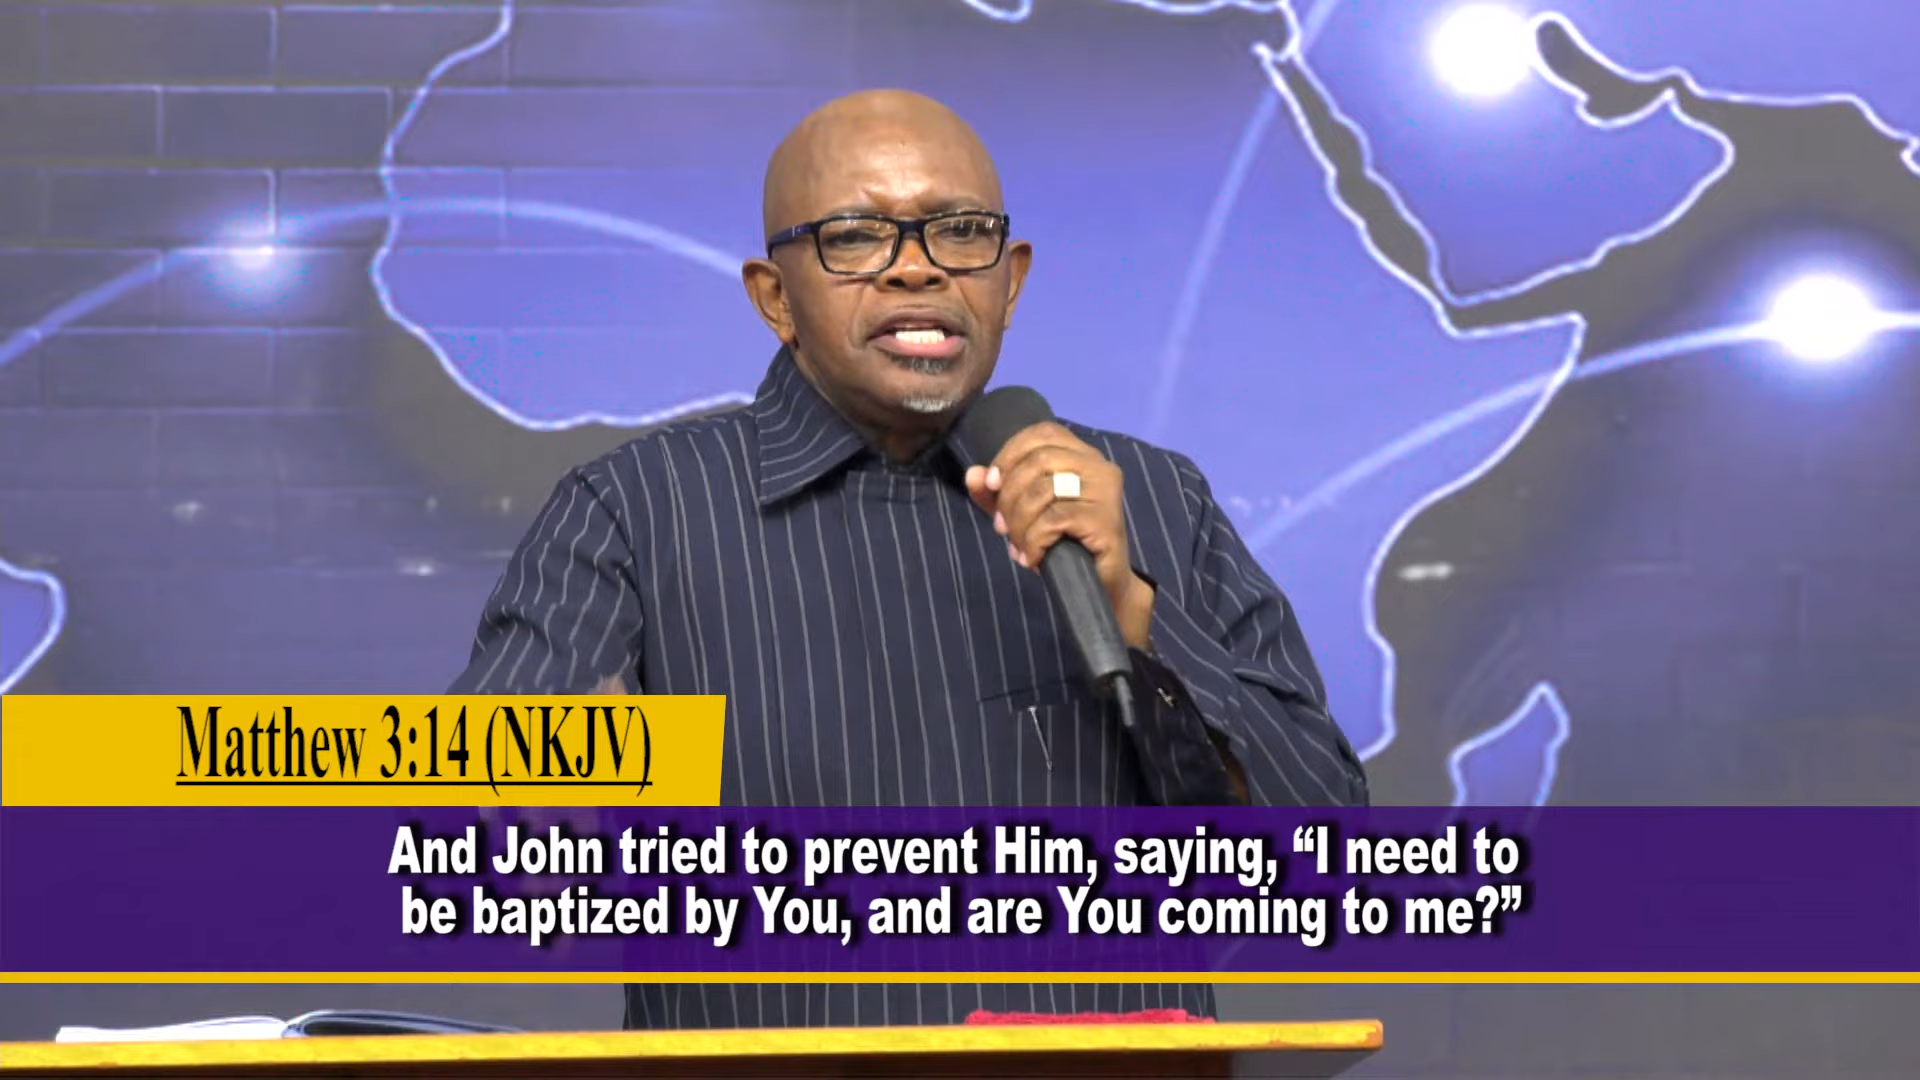 Matthew 3:14 (NKJV)
And John tried to prevent Him, saying, “I need to
be baptized by You, and are You coming to me?”